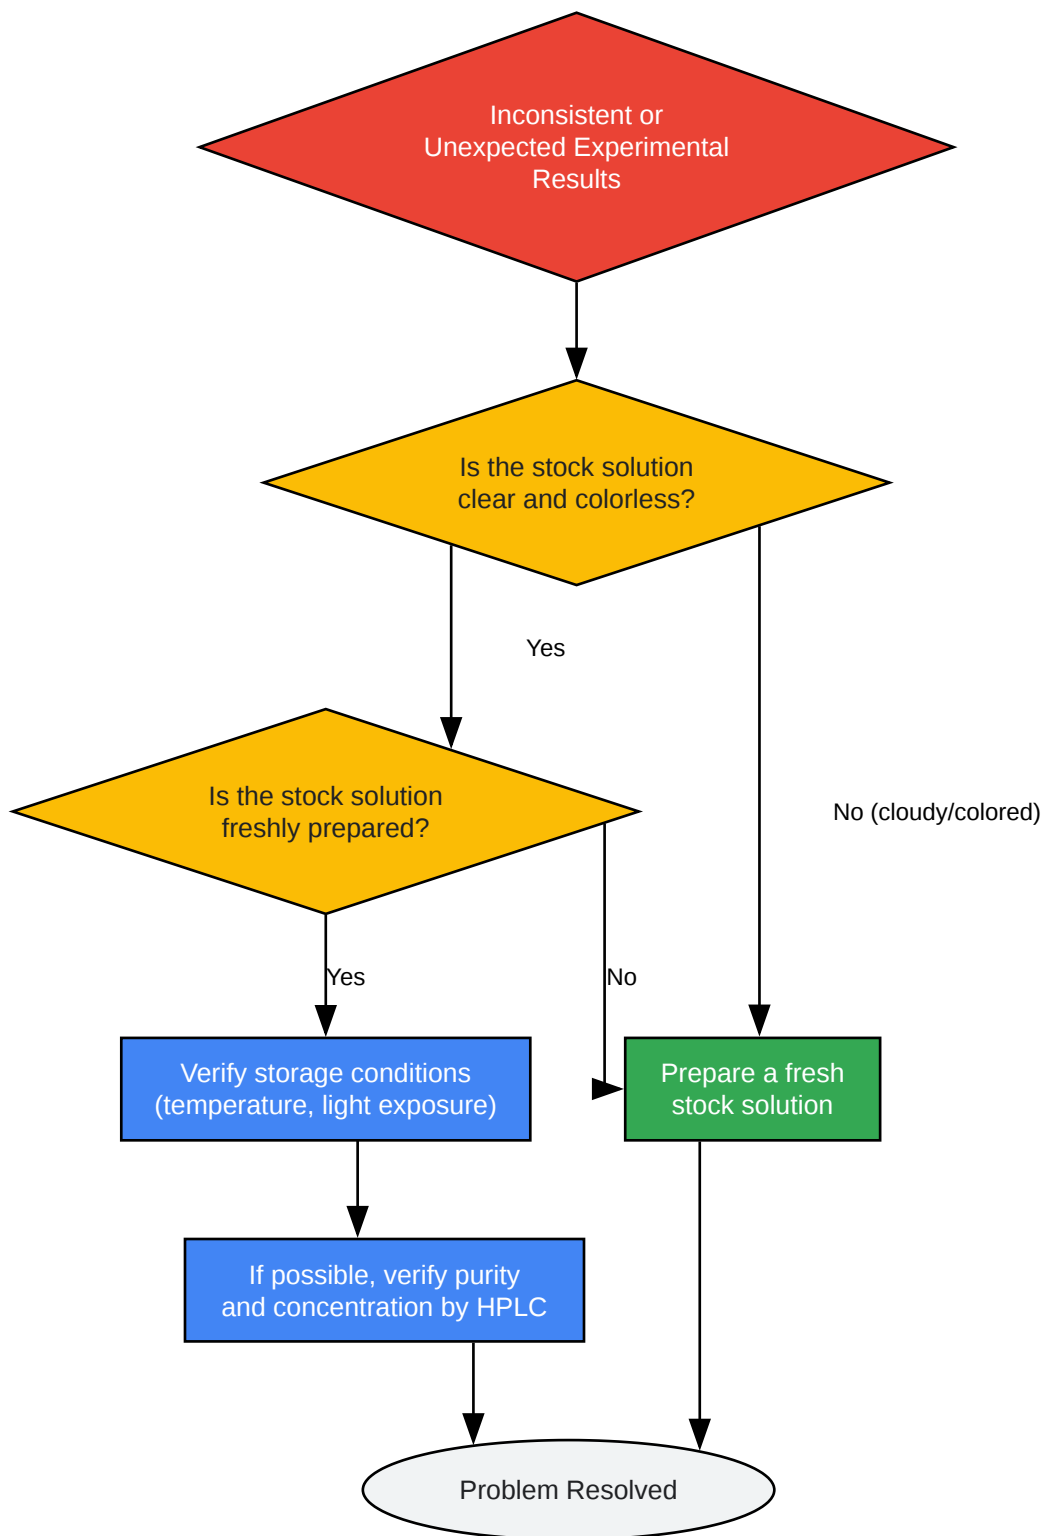 Inconsistent or
Unexpected Experimental
Results
Is the stock solution
clear and colorless?
Yes
Is the stock solution
freshly prepared?
No (cloudy/colored)
Yes
No
Verify storage conditions
(temperature, light exposure)
Prepare a fresh
stock solution
If possible, verify purity
and concentration by HPLC
Problem Resolved